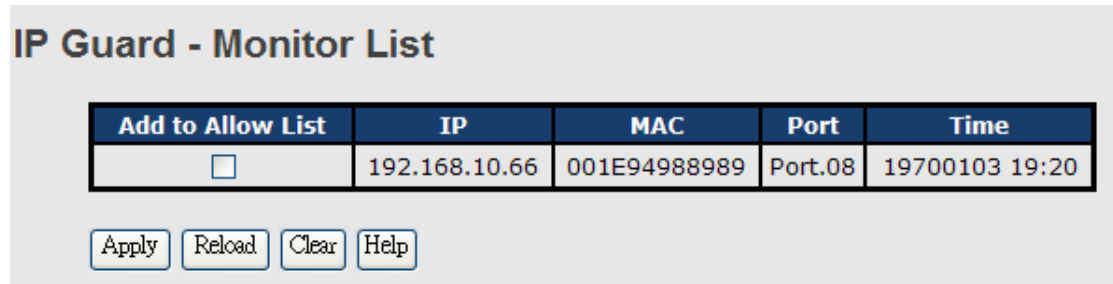 IP Guard - Monitor List
Add to Allow List IP MAC Port Time
192.168.10.66 001E94988989 Port.08 19700103 19:20
Apply Reload Clear Help